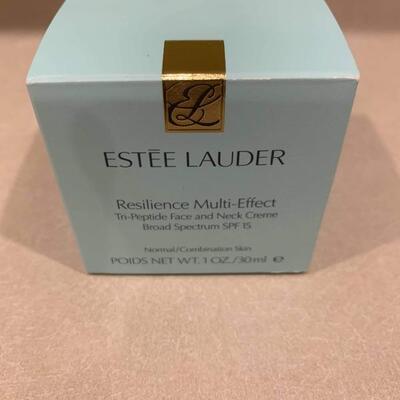 EL
ESTĒE LAUDER
Resilience Multi-Effect
Tri-Peptide Face and Neck Creme
Broad Spectrum SPF 15
Normal/Combination Skin
POIDS NET WT. 1 OZ./30 ml ℮